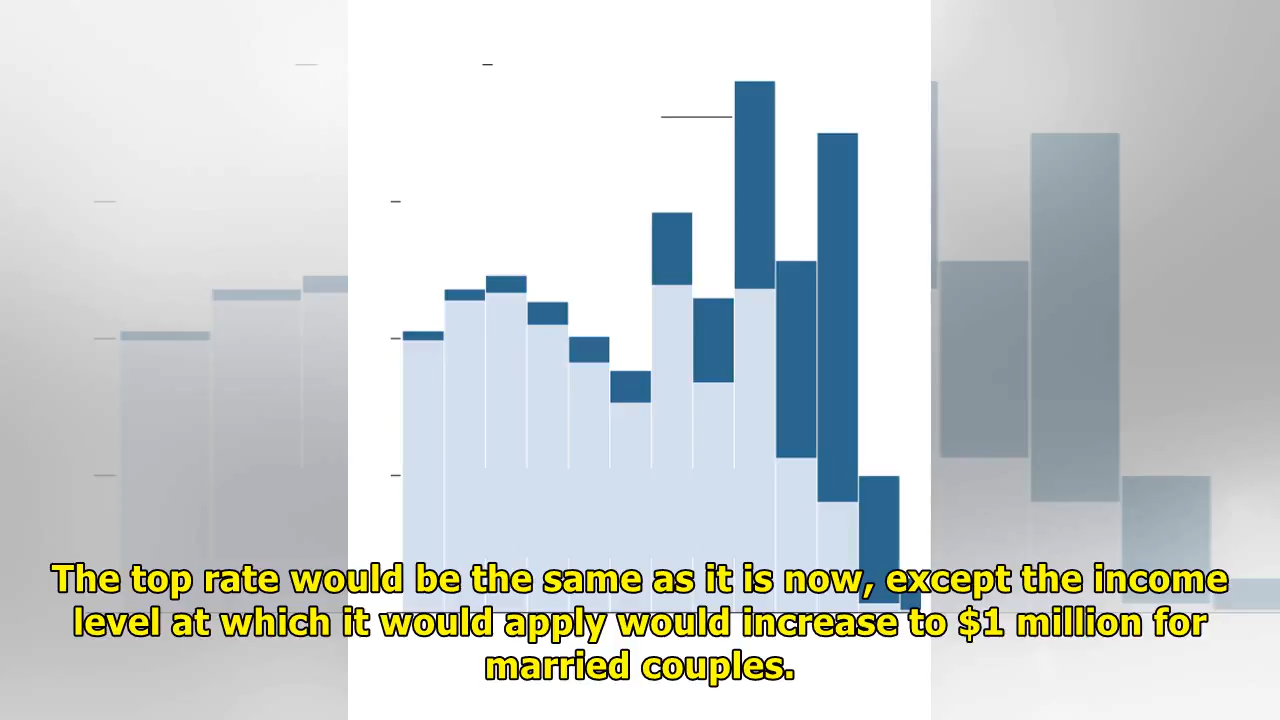 The top rate would be the same as it is now, except the income
level at which it would apply would increase to $1 million for
married couples.